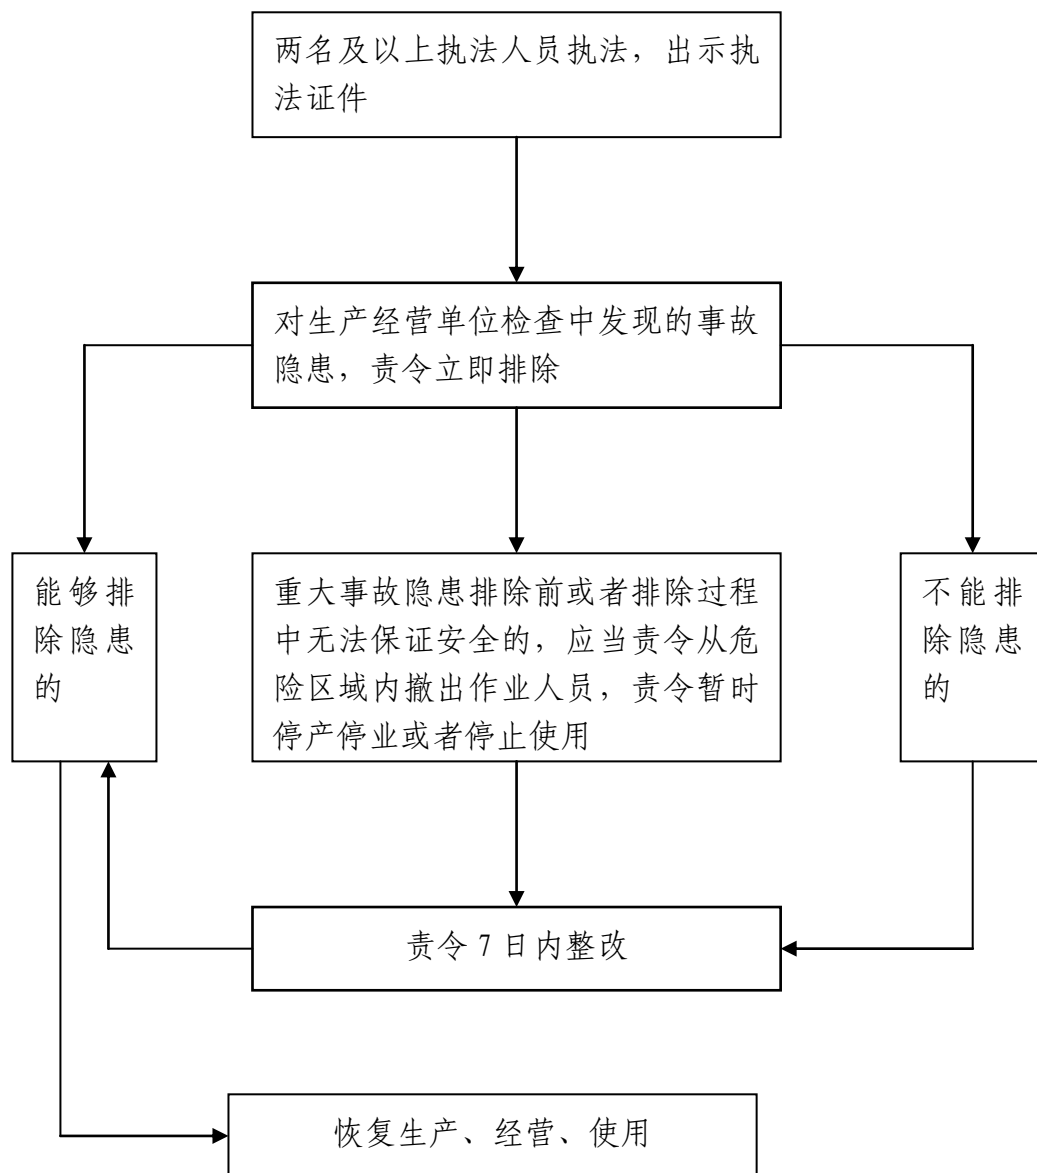 两名及以上执法人员执法，出示执
法证件
对生产经营单位检查中发现的事故
隐患，责令立即排除
能够排
除隐患
的
重大事故隐患排除前或者排除过程
中无法保证安全的，应当责令从危
险区域内撤出作业人员，责令暂时
停产停业或者停止使用
不能排
除隐患
的
责令 7 日内整改
恢复生产、经营、使用